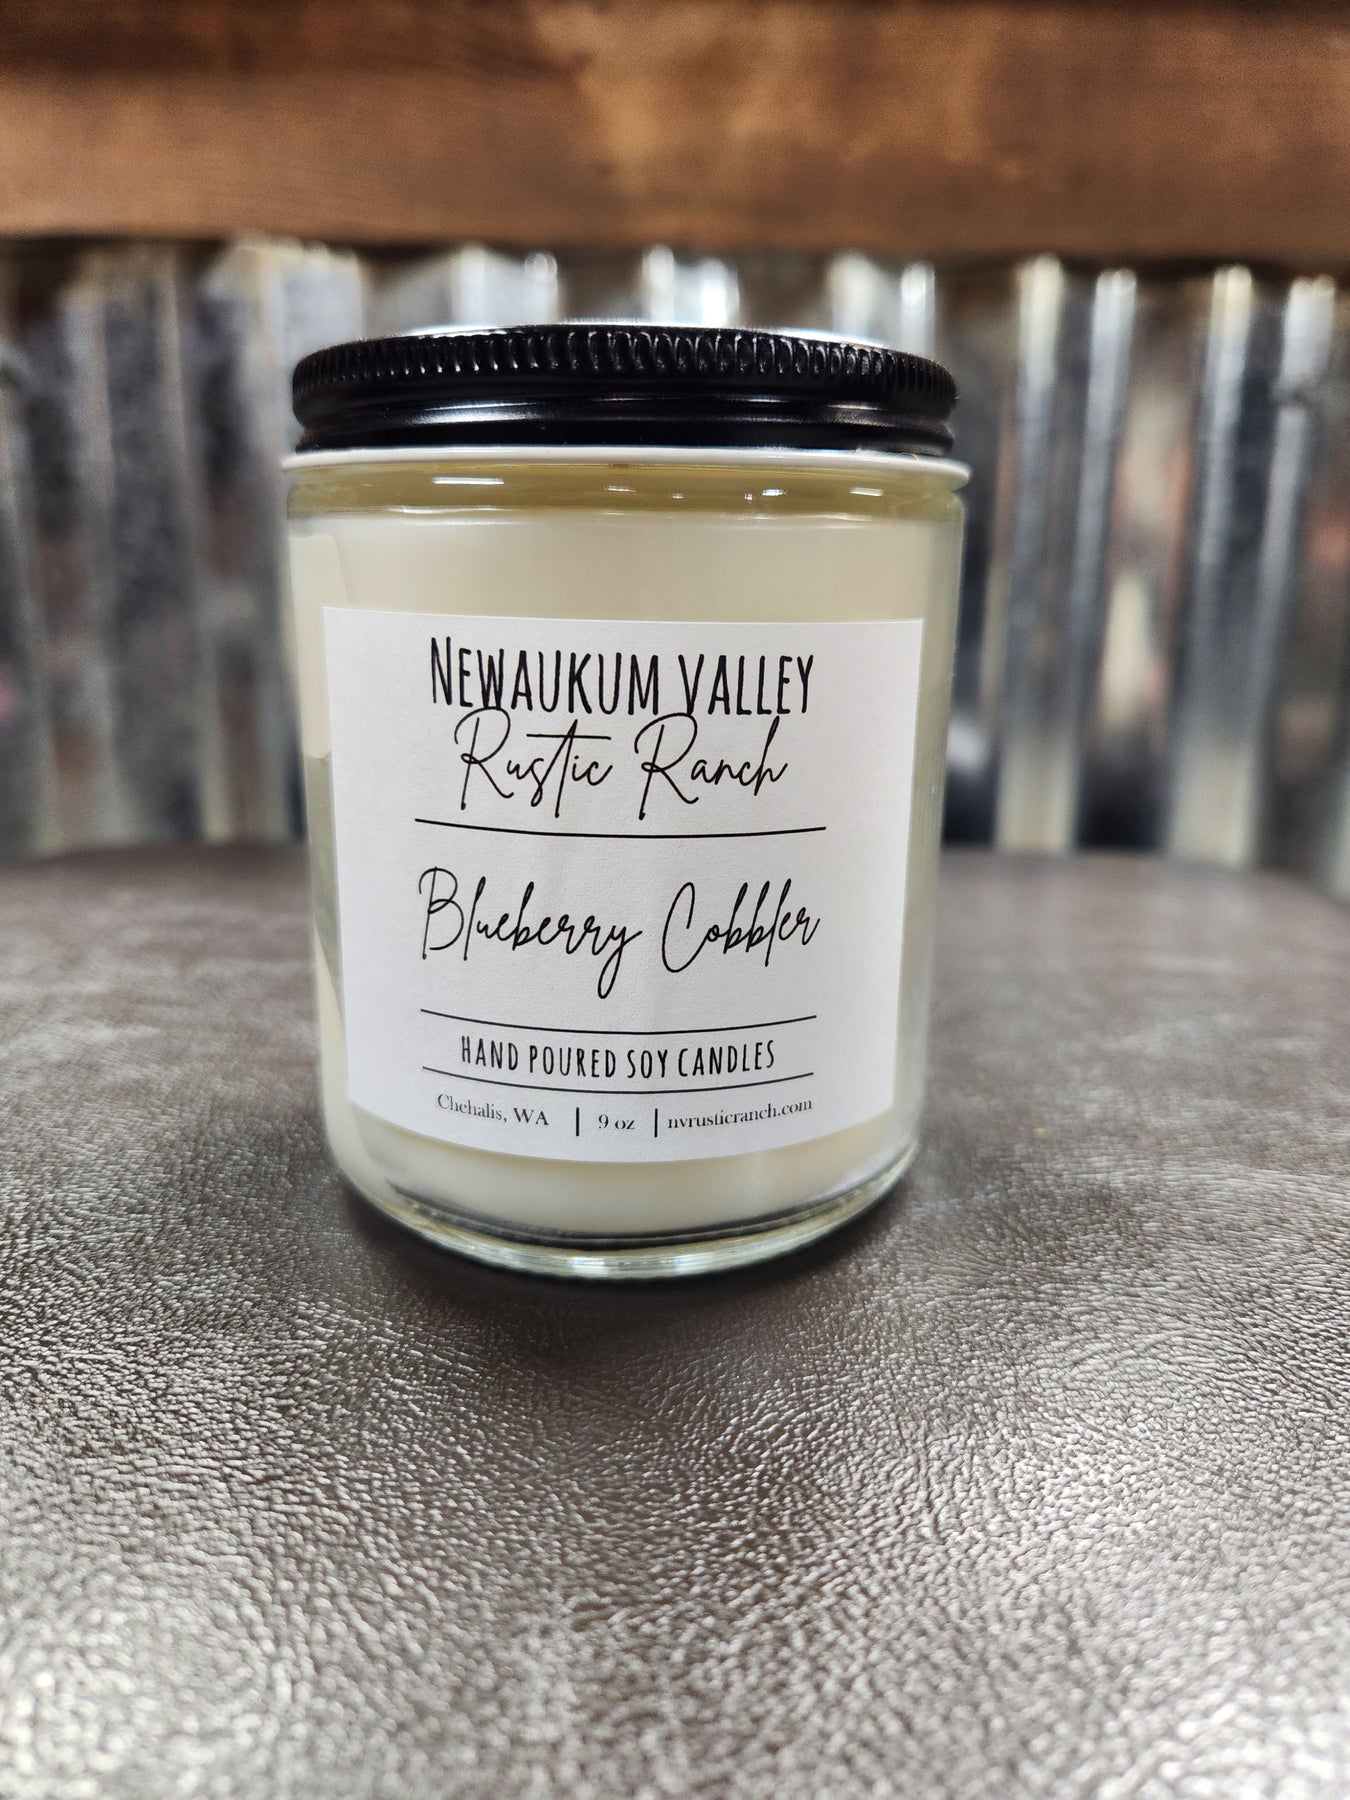 NEWAUKUM VALLEY
Rustic Ranch
Blueberry Cobbler
HAND POURED SOY CANDLES
Chehalis, WA | 9 oz | nvrusticranch.com